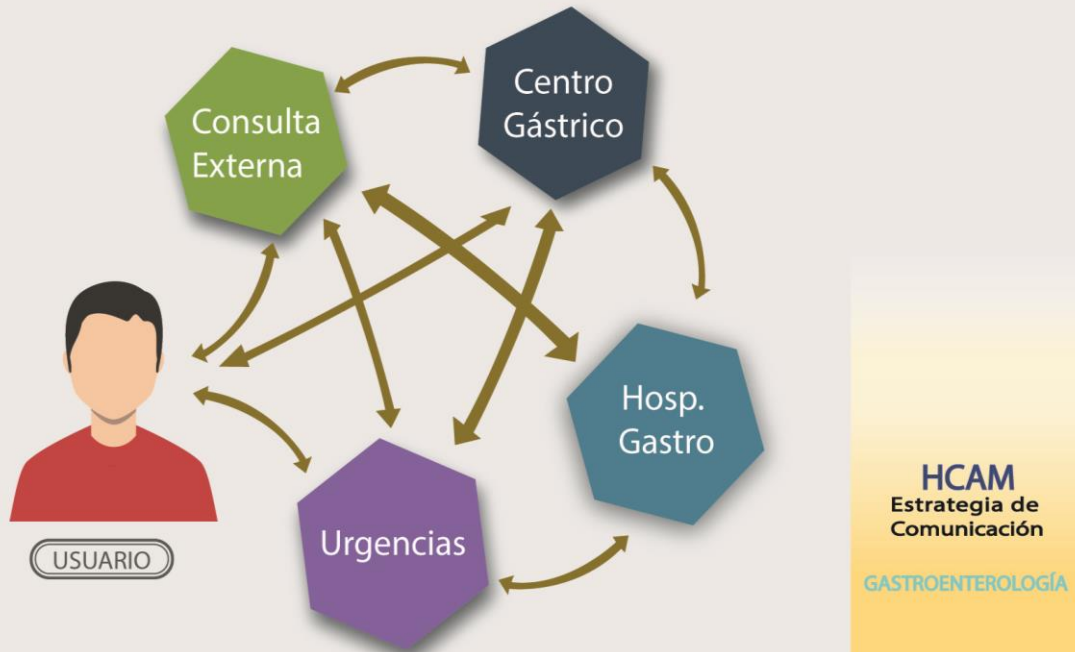 Consulta
Externa
Centro
Gástrico
Hosp.
Gastro
Urgencias
USUARIO
HCAM
Estrategia de
Comunicación
GASTROENTEROLOGÍA